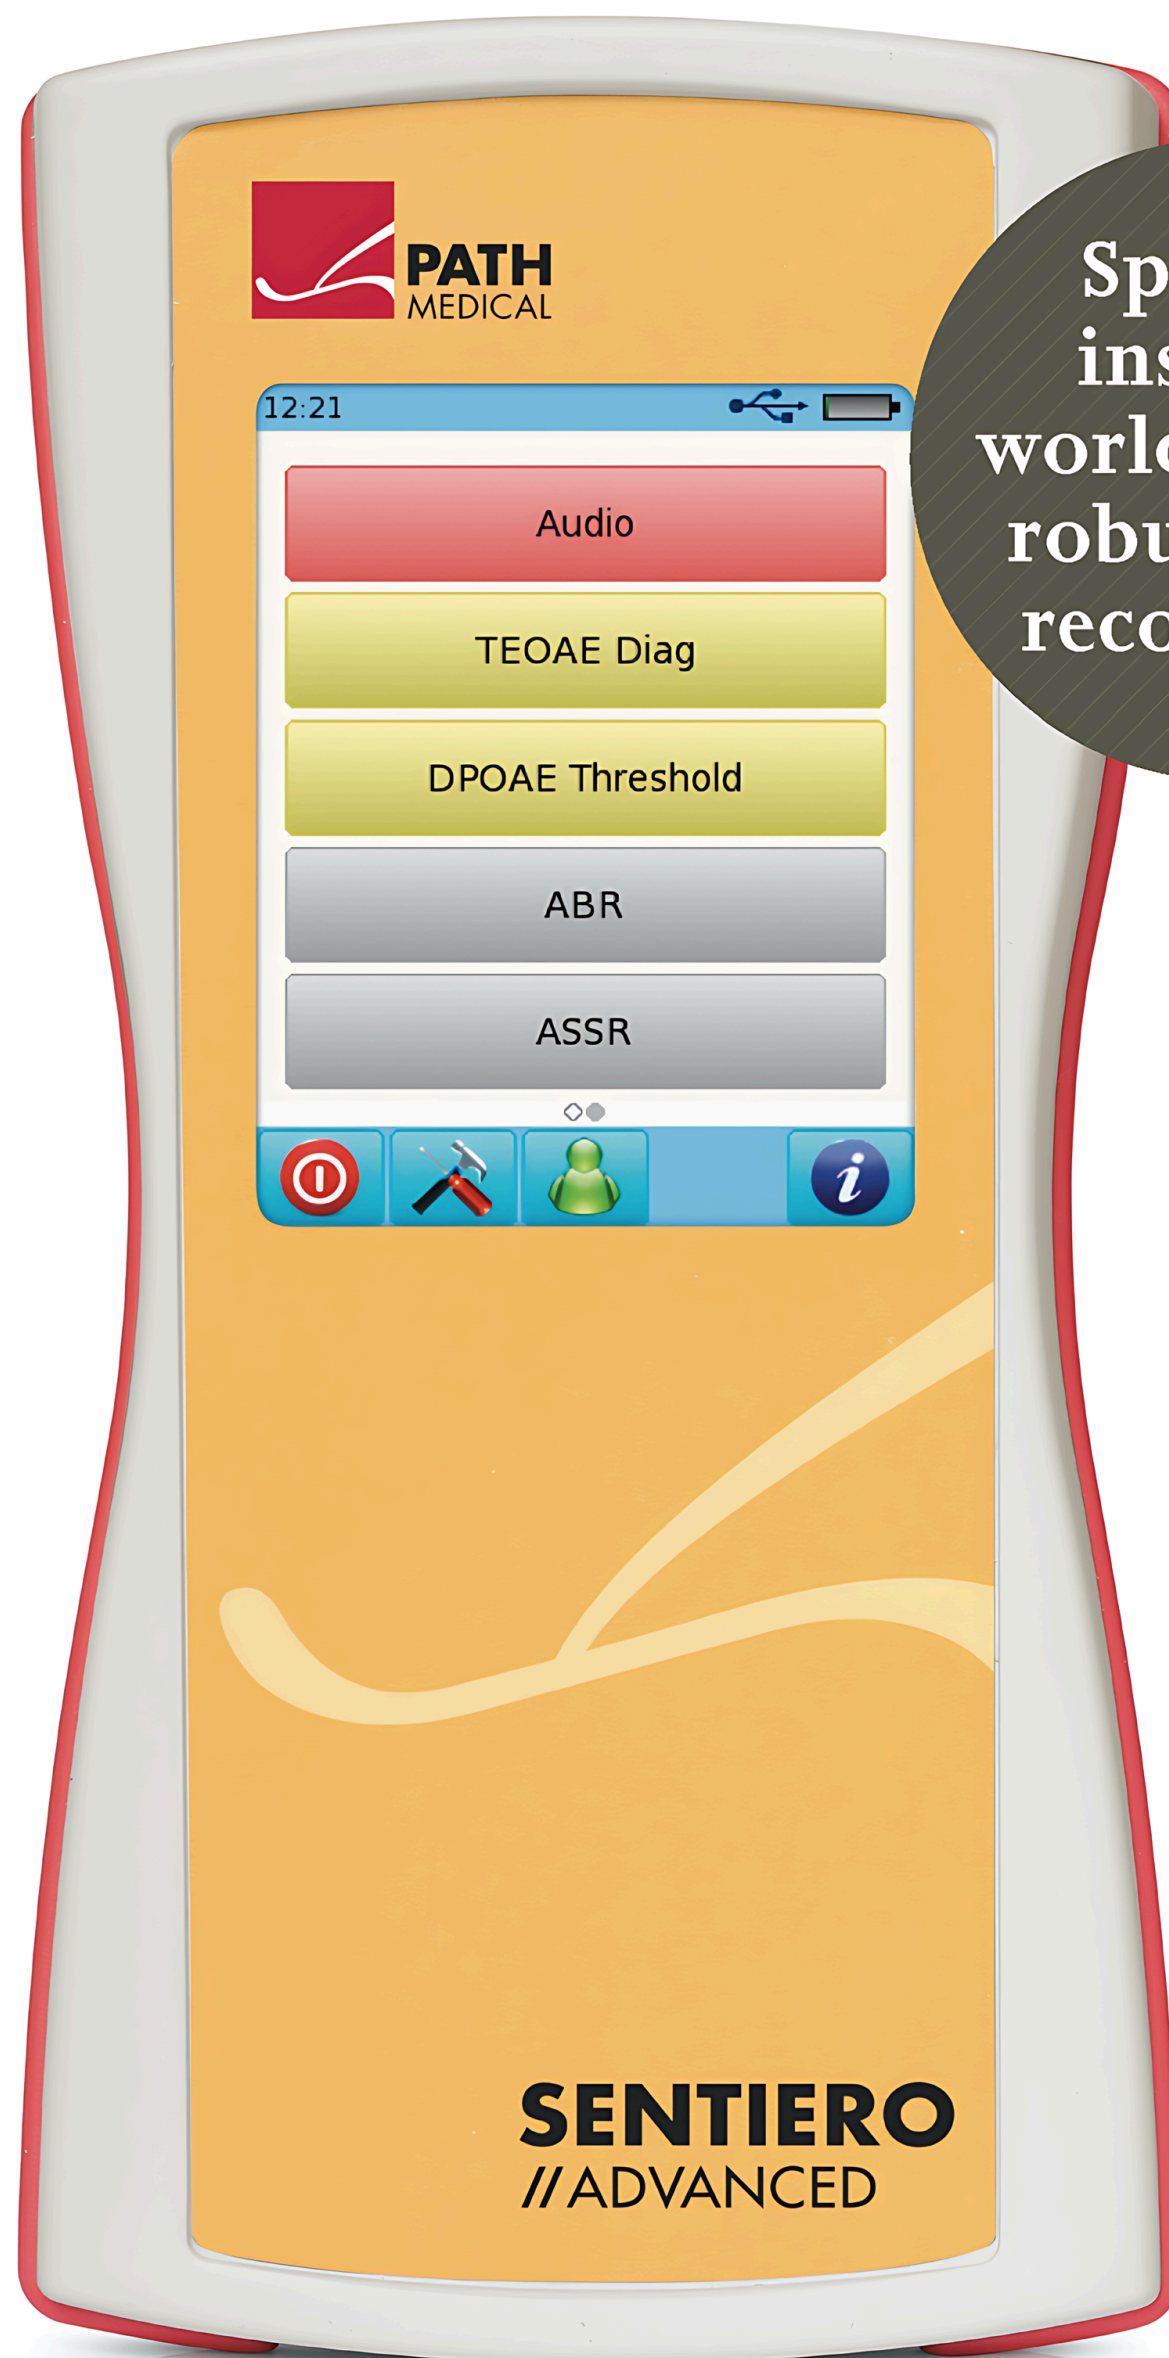 PATH
MEDICAL
12:21
Audio
TEOAE Diag
DPOAE Threshold
ABR
ASSR
SENTIERO
//ADVANCED